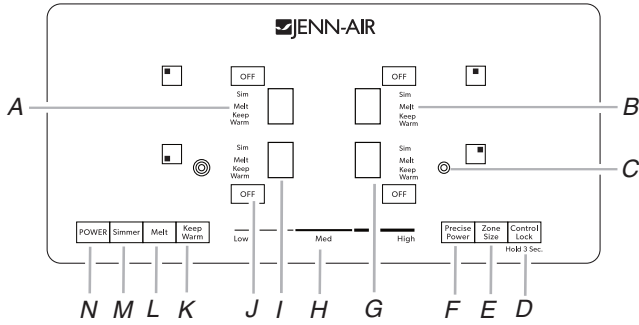 JENN-AIR
OFF OFF
Sim Sim
A Melt Melt B
Keep Warm Keep Warm
Sim Sim
Melt Melt C
Keep Warm Keep Warm
OFF OFF
POWER Simmer Melt Keep Warm Low Med High Precise Power Zone Size Control Lock
Hold 3 Sec.
N M L K J I H G F E D